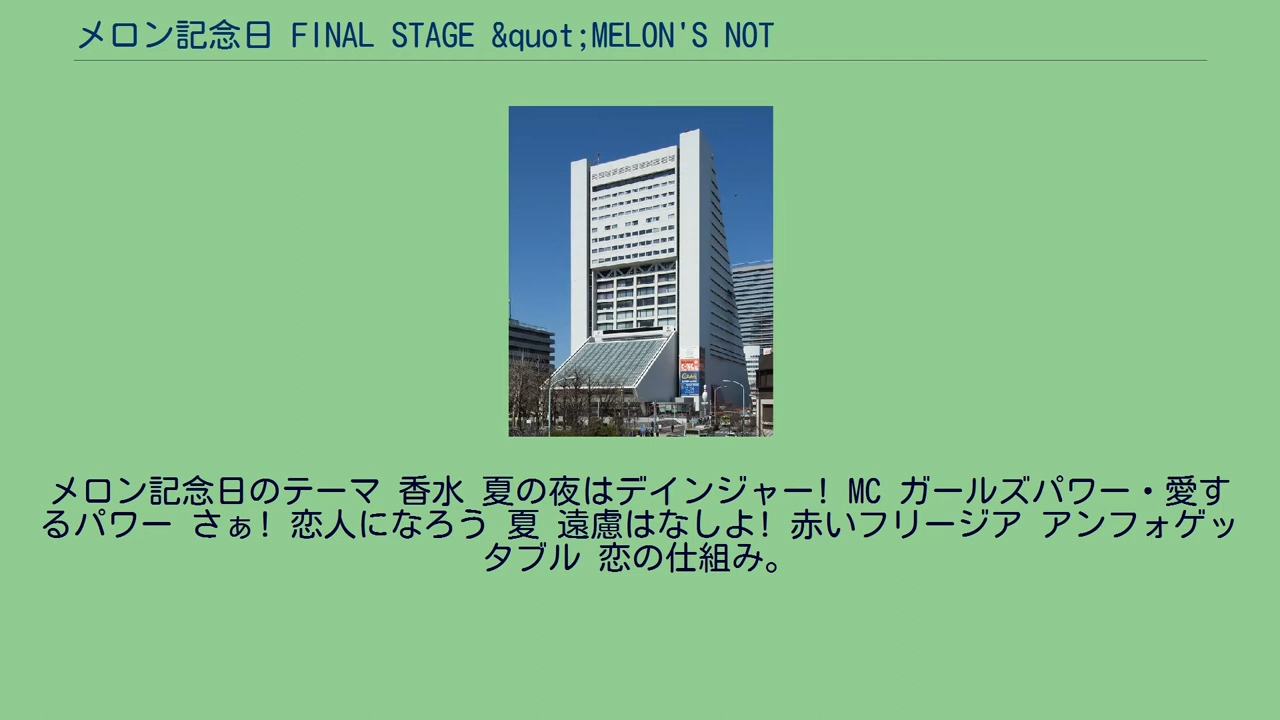 メロン記念日 FINAL STAGE &quot;MELON'S NOT
メロン記念日のテーマ 香水 夏の夜はデインジャー! MC ガールズパワー・愛す
るパワー さぁ! 恋人になろう 夏 遠慮はなしよ! 赤いフリージア アンフォゲッ
タブル 恋の仕組み。